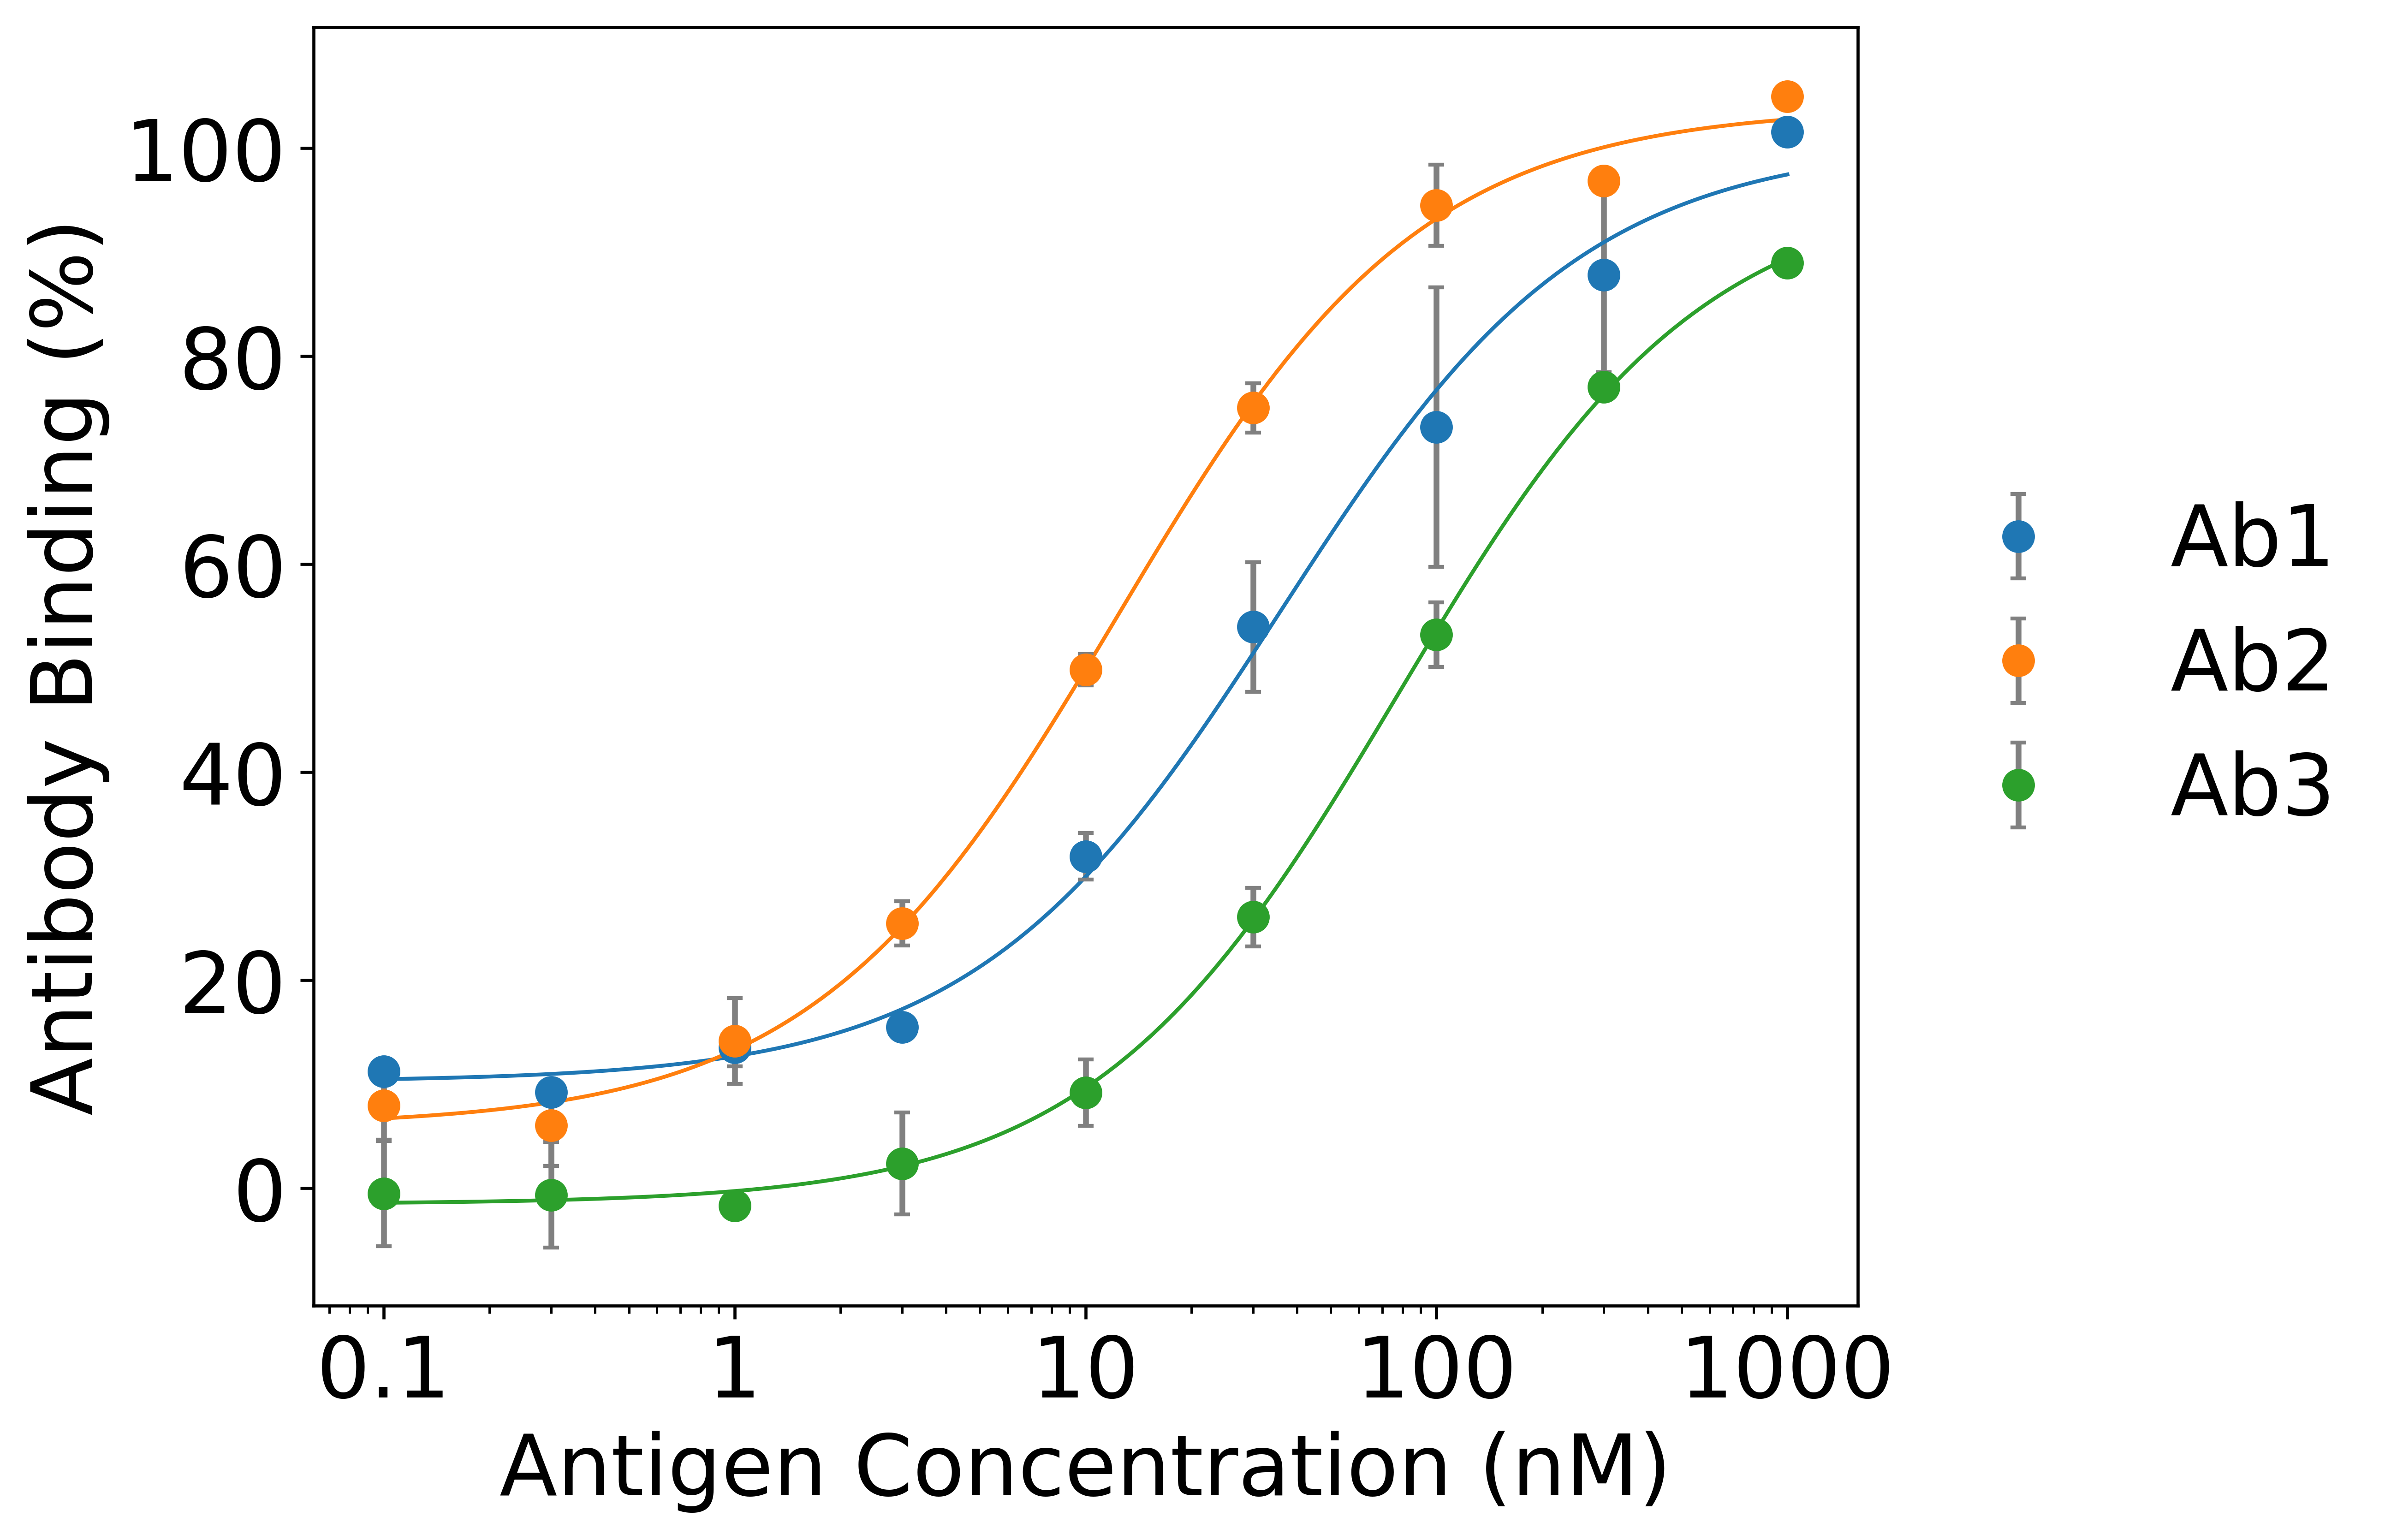 Antibody Binding (%)
100
80
60
40
20
0
0.1 1 10 100 1000
Antigen Concentration (nM)
Ab1
Ab2
Ab3